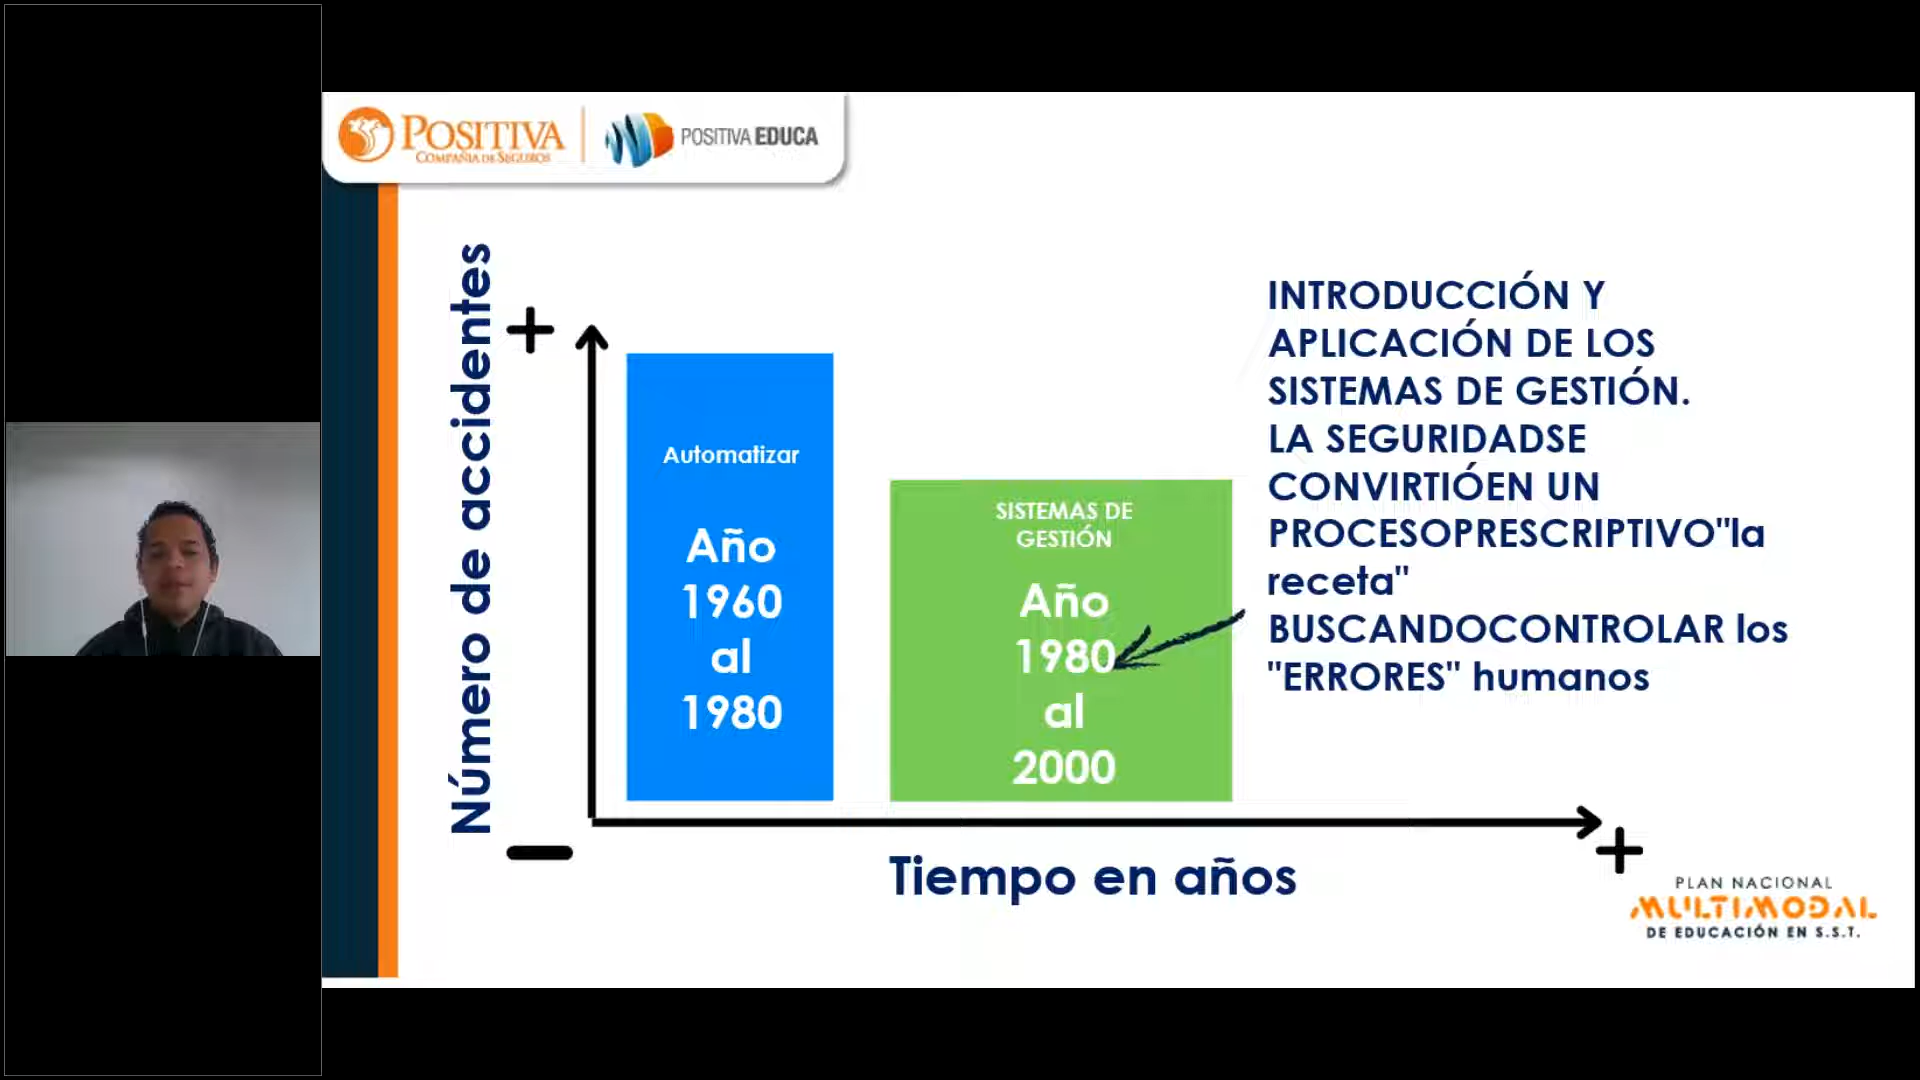 POSITIVA
COMPAÑIA DE SEGUROS
POSITIVA EDUCA
Número de accidentes
Automatizar
Año
1960
al
1980
SISTEMAS DE
GESTIÓN
Año
1980
al
2000
INTRODUCCIÓN Y
APLICACIÓN DE LOS
SISTEMAS DE GESTIÓN.
LA SEGURIDADSE
CONVIRTIÓEN UN
PROCESOPRESCRIPTIVO"la
receta"
BUSCANDOCONTROLAR los
"ERRORES" humanos
Tiempo en años
PLAN NACIONAL
MULTIMODAL
DE EDUCACIÓN EN S.S.T.